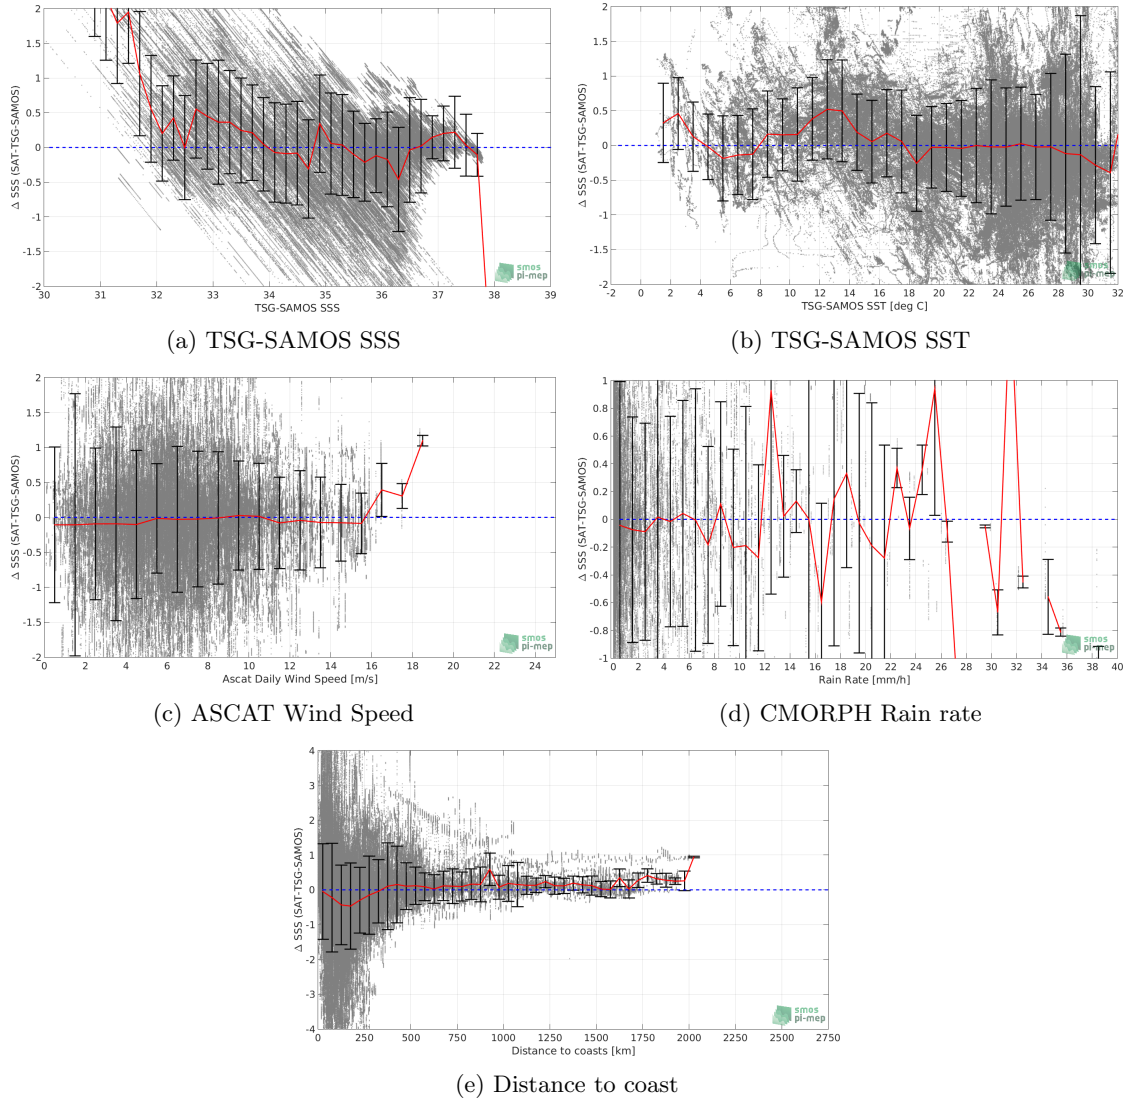 2
1.5
1
0.5
0
-0.5
-1
-1.5
-2
Δ SSS (SAT-TSG-SAMOS)
30 31 32 33 34 35 36 37 38 39
TSG-SAMOS SSS
smos
pi-mep
(a) TSG-SAMOS SSS
2
1.5
1
0.5
0
-0.5
-1
-1.5
-2
Δ SSS (SAT-TSG-SAMOS)
-2 0 2 4 6 8 10 12 14 16 18 20 22 24 26 28 30 32
TSG-SAMOS SST [deg C]
smos
pi-mep
(b) TSG-SAMOS SST
2
1.5
1
0.5
0
-0.5
-1
-1.5
-2
Δ SSS (SAT-TSG-SAMOS)
0 2 4 6 8 10 12 14 16 18 20 22 24
Ascat Daily Wind Speed [m/s]
smos
pi-mep
(c) ASCAT Wind Speed
1
0.8
0.6
0.4
0.2
0
-0.2
-0.4
-0.6
-0.8
-1
Δ SSS (SAT-TSG-SAMOS)
0 2 4 6 8 10 12 14 16 18 20 22 24 26 28 30 32 34 36 38 40
Rain Rate [mm/h]
smos
pi-mep
(d) CMORPH Rain rate
4
3
2
1
0
-1
-2
-3
-4
Δ SSS (SAT-TSG-SAMOS)
0 250 500 750 1000 1250 1500 1750 2000 2250 2500 2750
Distance to coasts [km]
smos
pi-mep
(e) Distance to coast